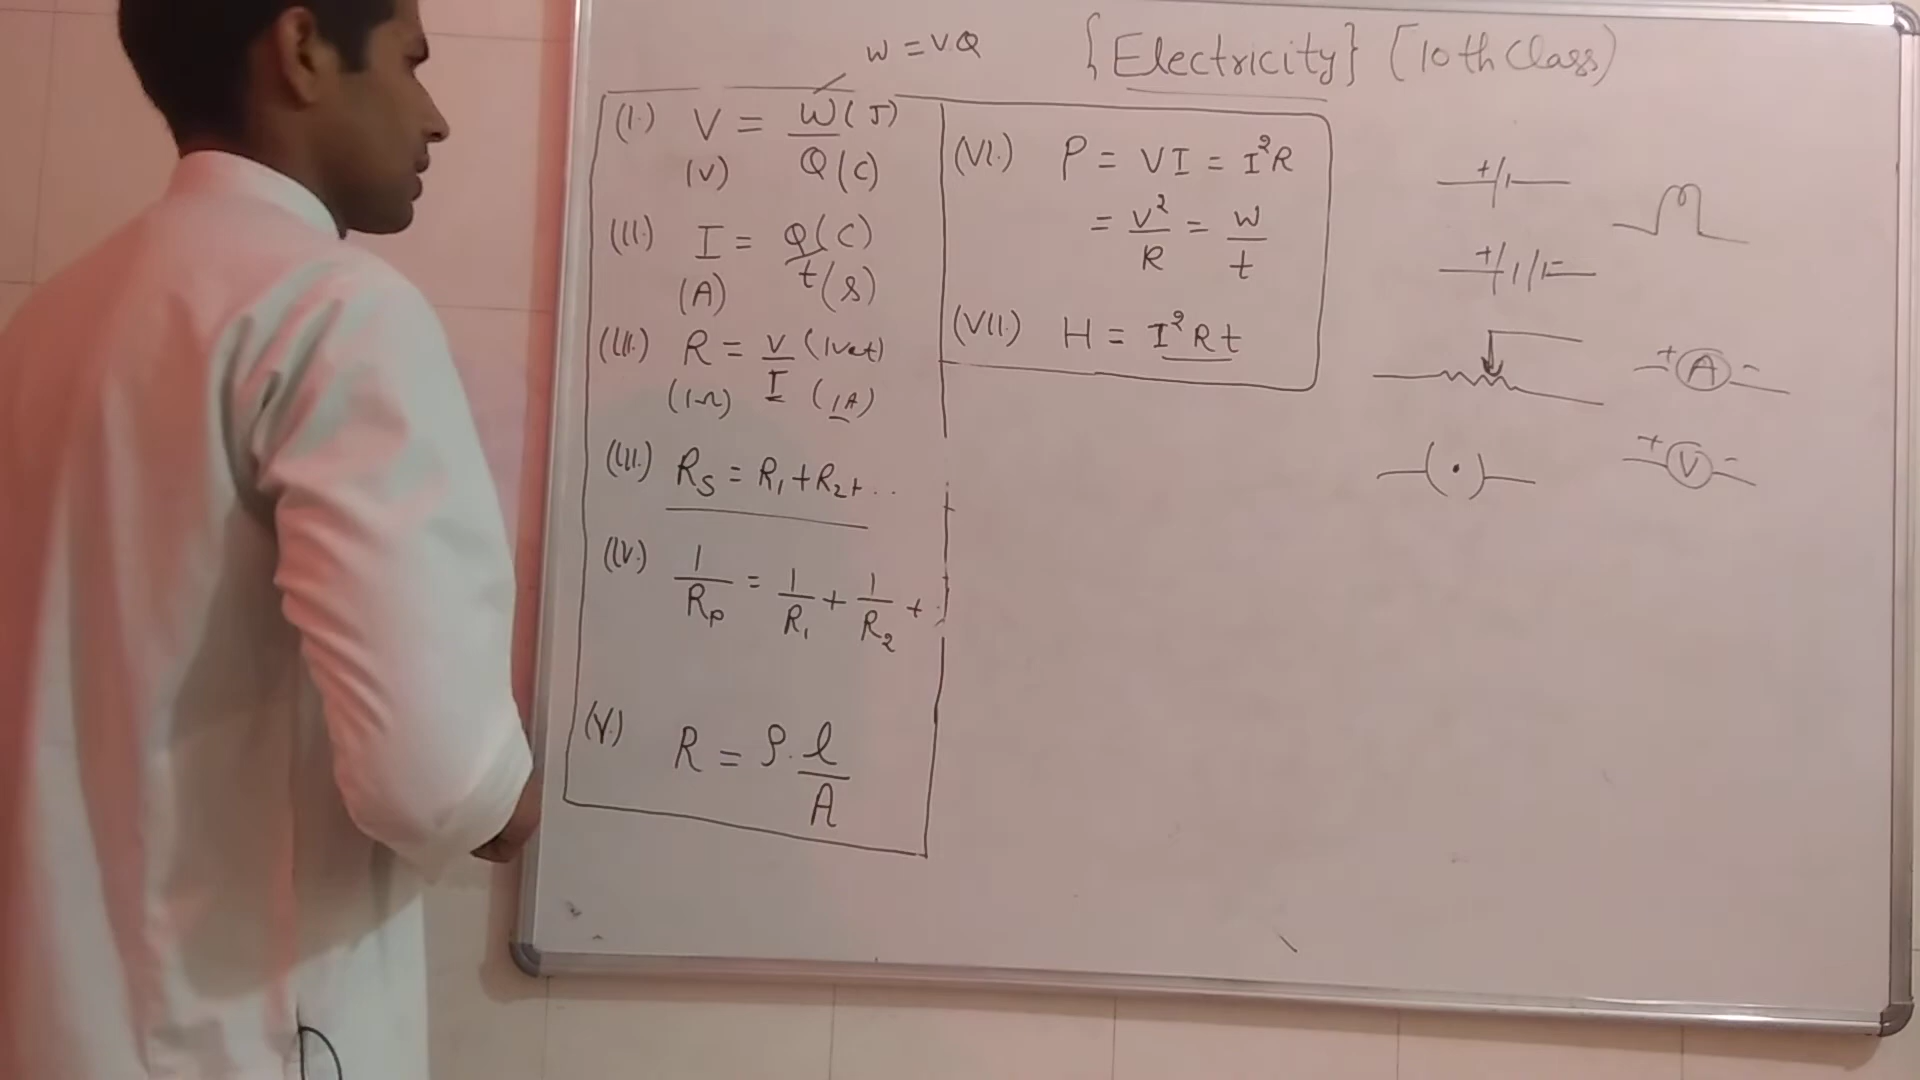 W = VQ
{Electricity} (10th Class)
(I.) V = W(J)
(V) Q(C)
(II.) I = Q(C)
(A) t(s)
(III.) R = V (1Volt)
(1Ω) I (1A)
(III.) Rs = R1+R2+..
(IV.) 1/Rp = 1/R1 + 1/R2 + .
(V.) R = ρ. l/A
(VI.) P = VI = I²R
= V²/R = W/t
(VII.) H = I²Rt
+
+ -
+ A -
+ V -